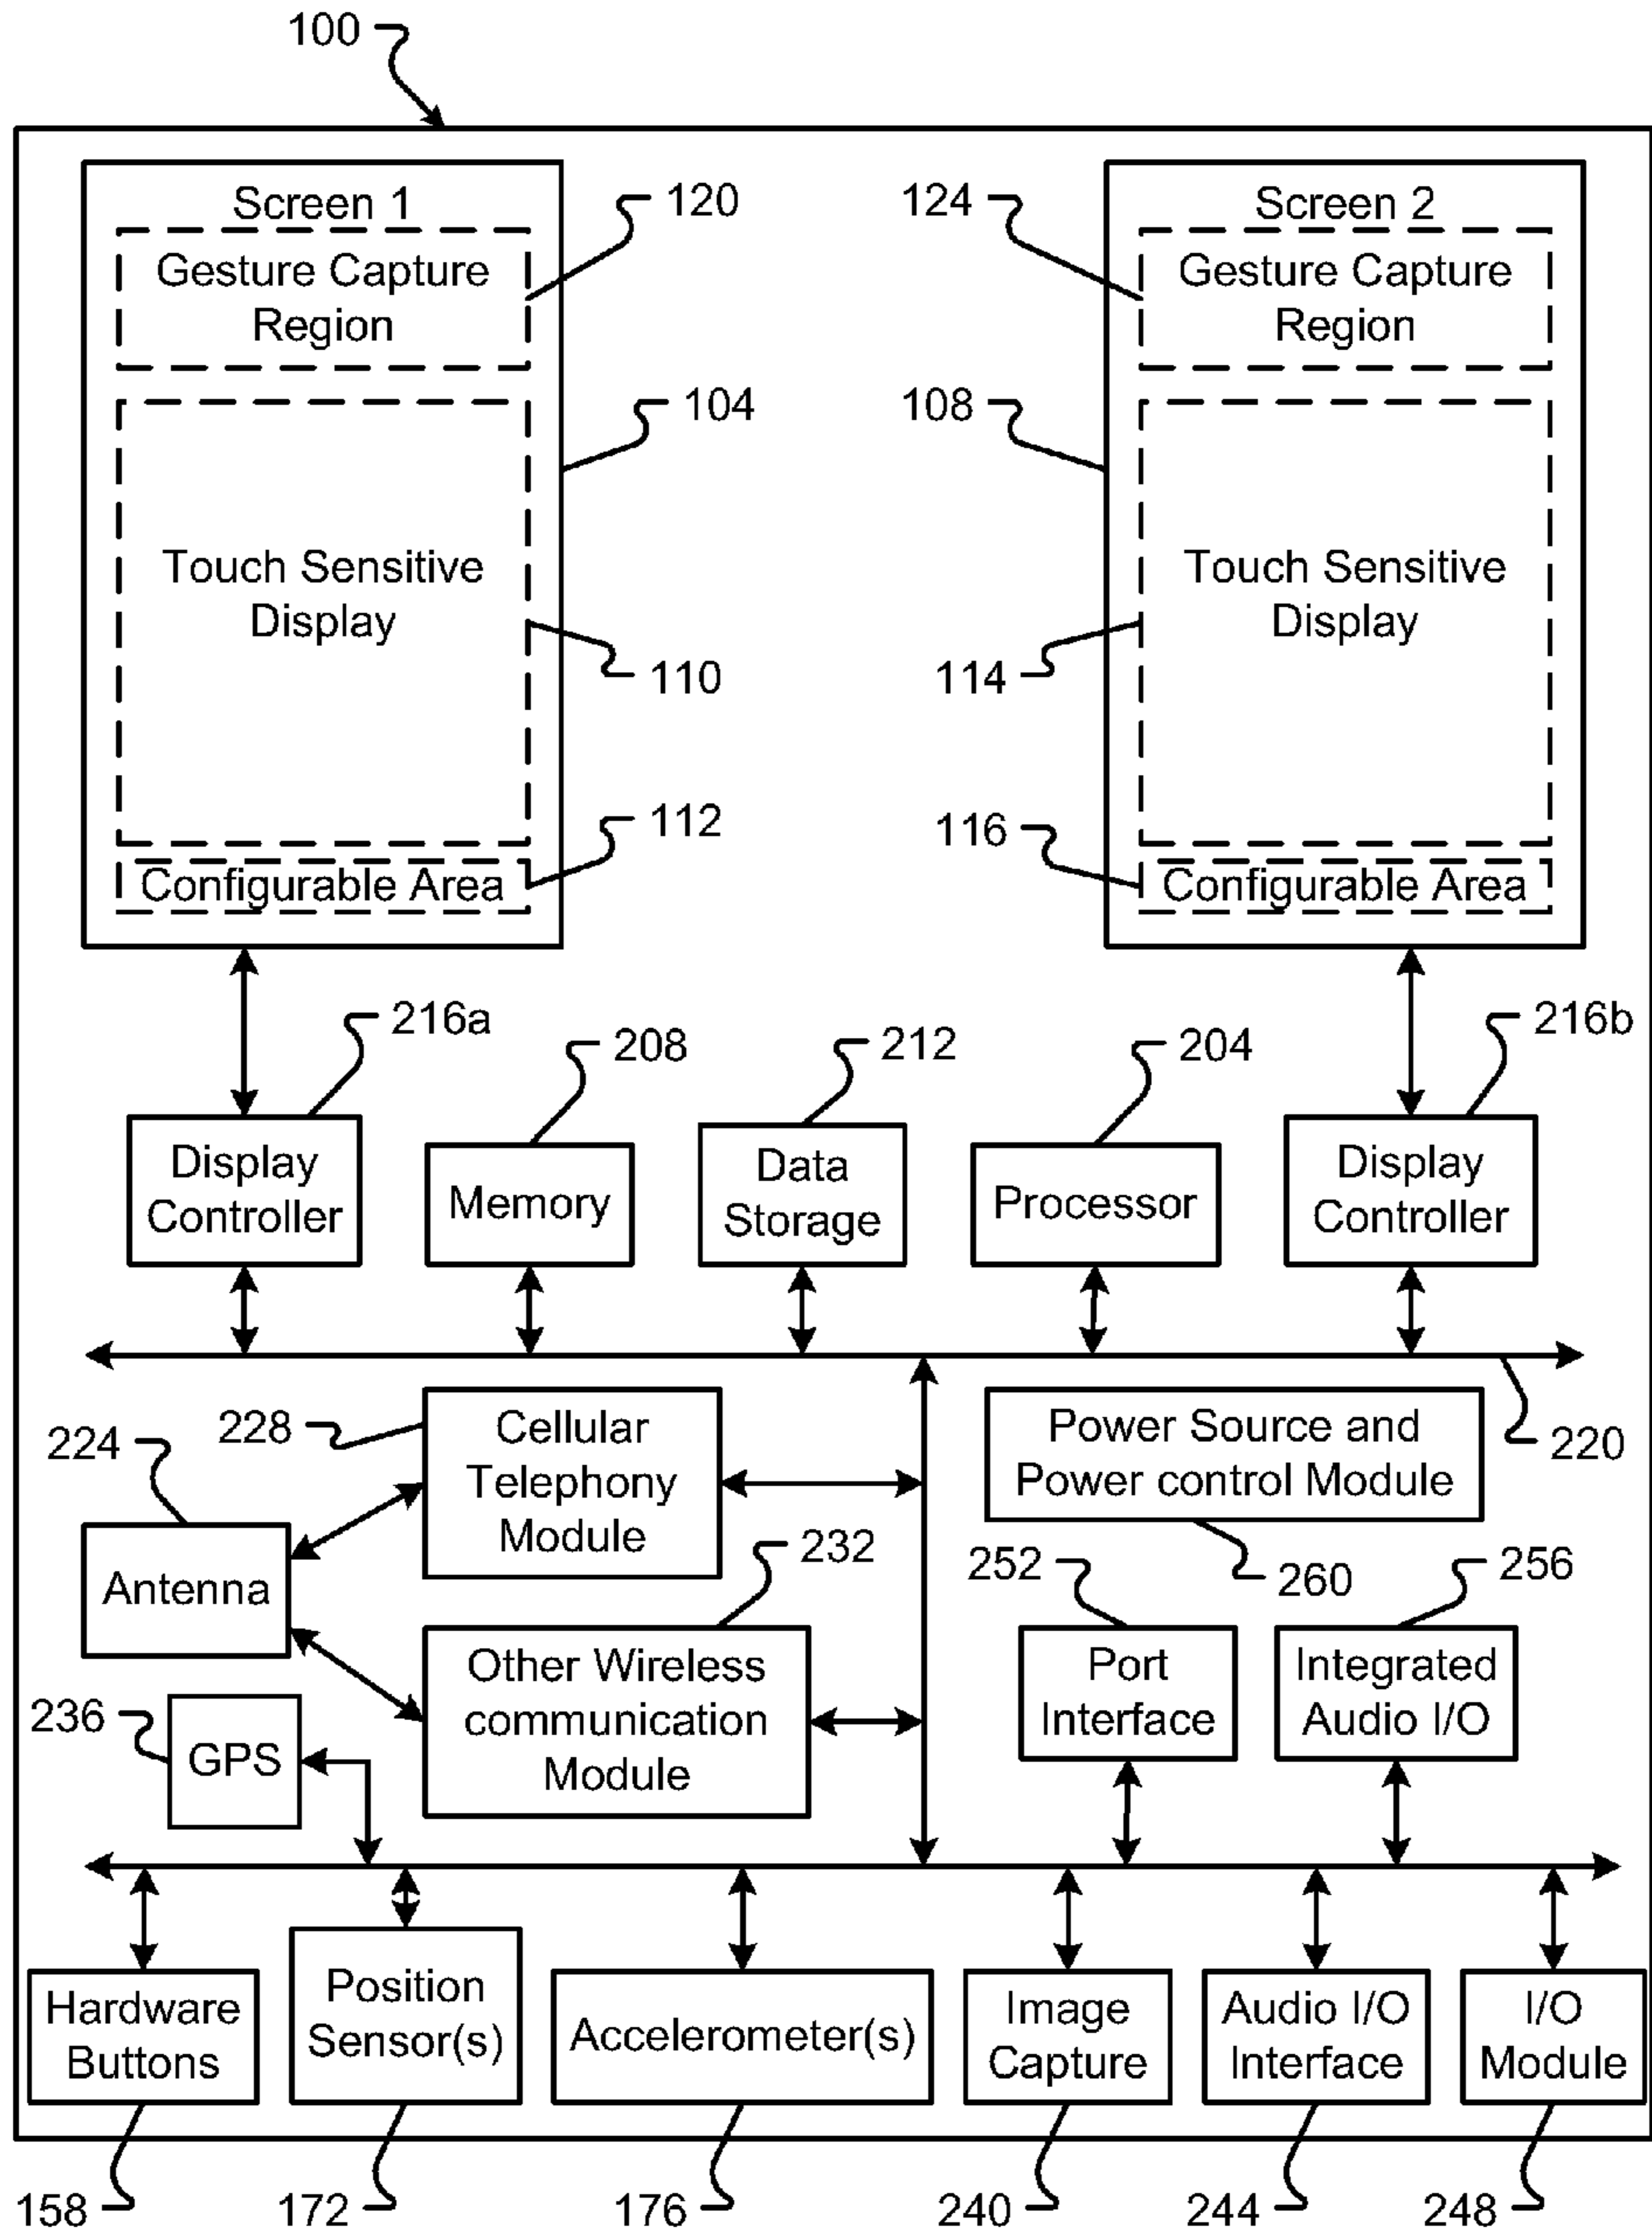 100
Screen 1
120
124
Screen 2
Gesture Capture
Region
Gesture Capture
Region
104
108
Touch Sensitive
Display
Touch Sensitive
Display
110
114
112
116
Configurable Area
Configurable Area
216a
208
212
204
216b
Display
Controller
Memory
Data
Storage
Processor
Display
Controller
228
Cellular
Telephony
Module
Power Source and
Power control Module
220
224
Antenna
232
252
260
256
Other Wireless
communication
Module
Port
Interface
Integrated
Audio I/O
236
GPS
Hardware
Buttons
Position
Sensor(s)
Accelerometer(s)
Image
Capture
Audio I/O
Interface
I/O
Module
158
172
176
240
244
248